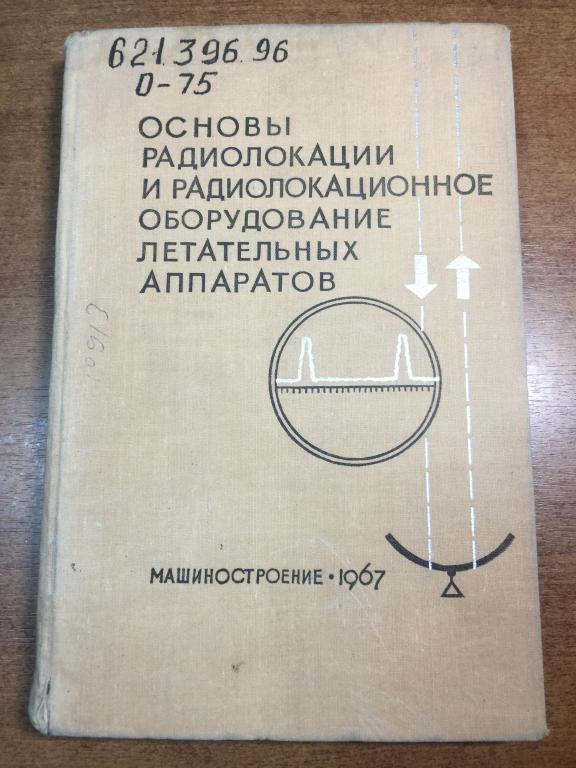 621.396.96
О-75
ОСНОВЫ
РАДИОЛОКАЦИИ
И РАДИОЛОКАЦИОННОЕ
ОБОРУДОВАНИЕ
ЛЕТАТЕЛЬНЫХ
АППАРАТОВ
МАШИНОСТРОЕНИЕ • 1967